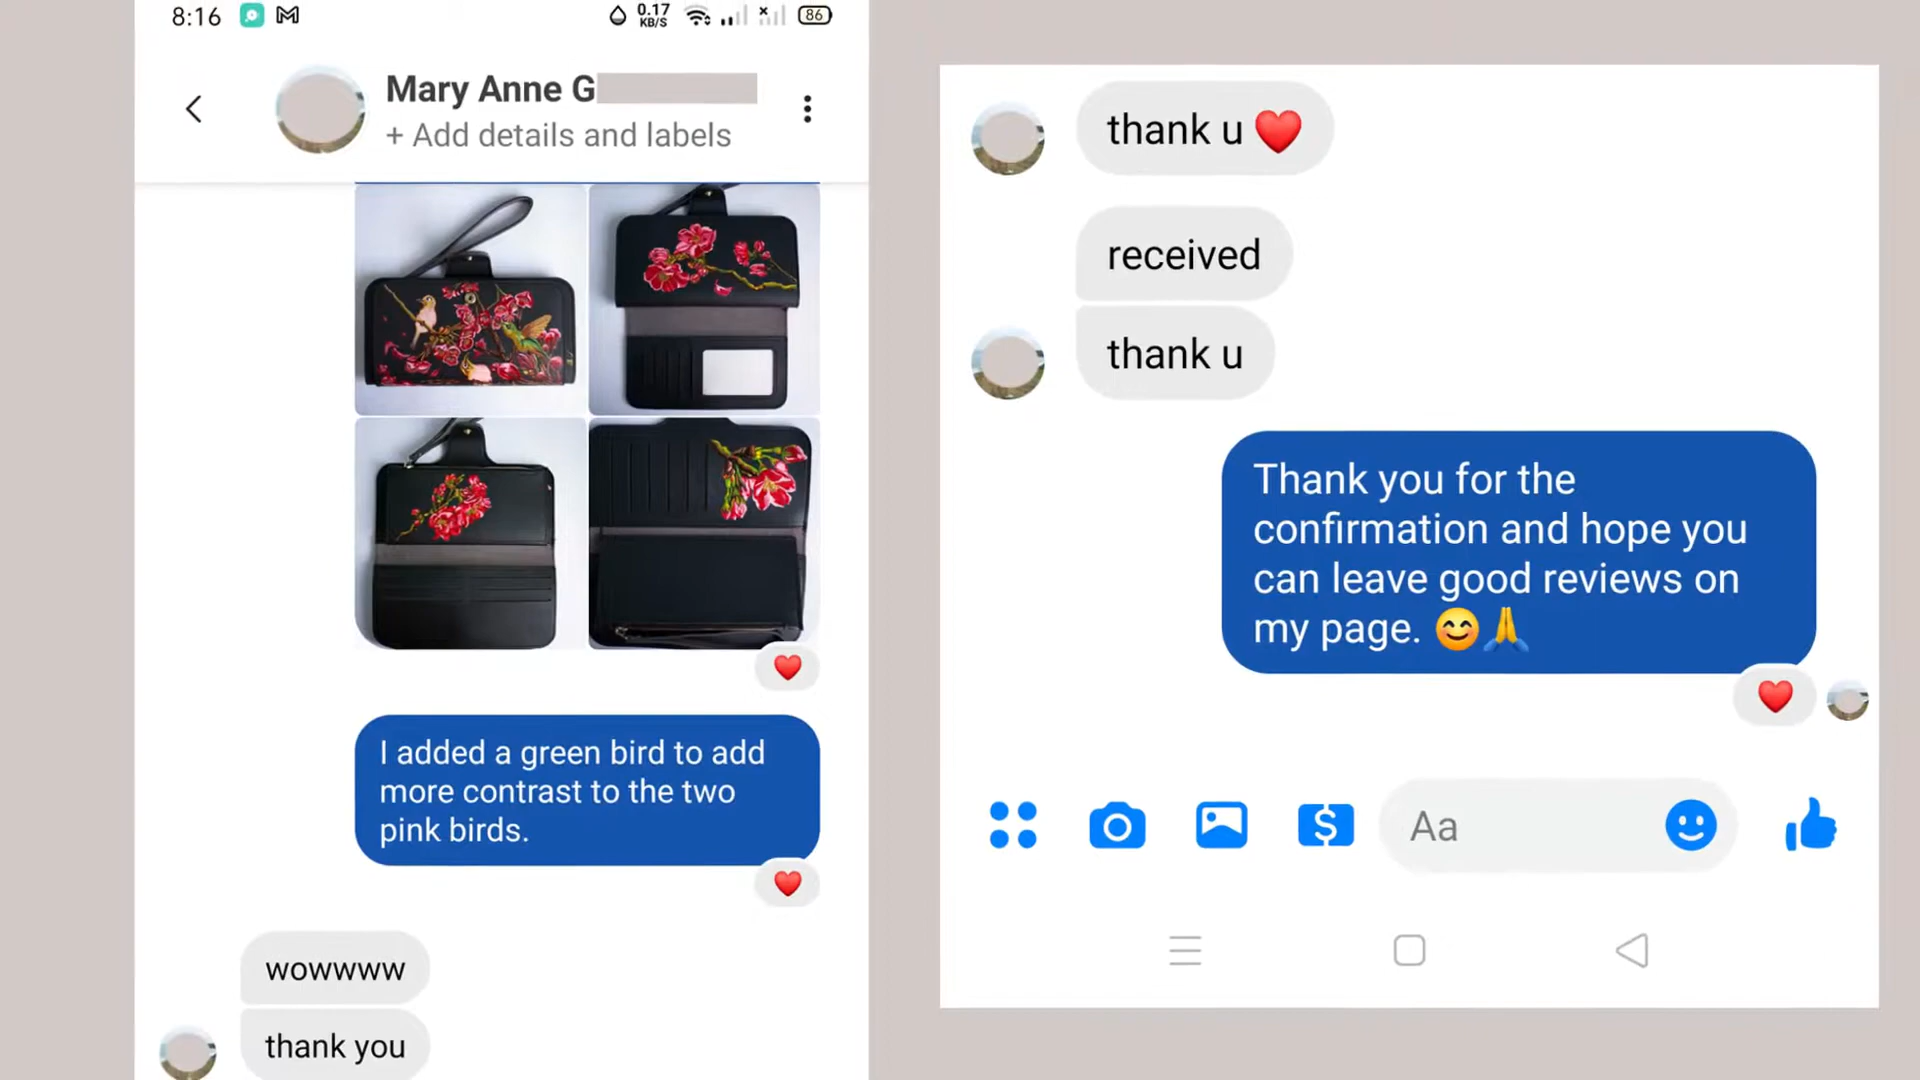 8:16
0.17
KB/S
86
Mary Anne G
+ Add details and labels
I added a green bird to add
more contrast to the two
pink birds.
wowwww
thank you
thank u ❤️
received
thank u
Thank you for the
confirmation and hope you
can leave good reviews on
my page. 😊🙏
Aa